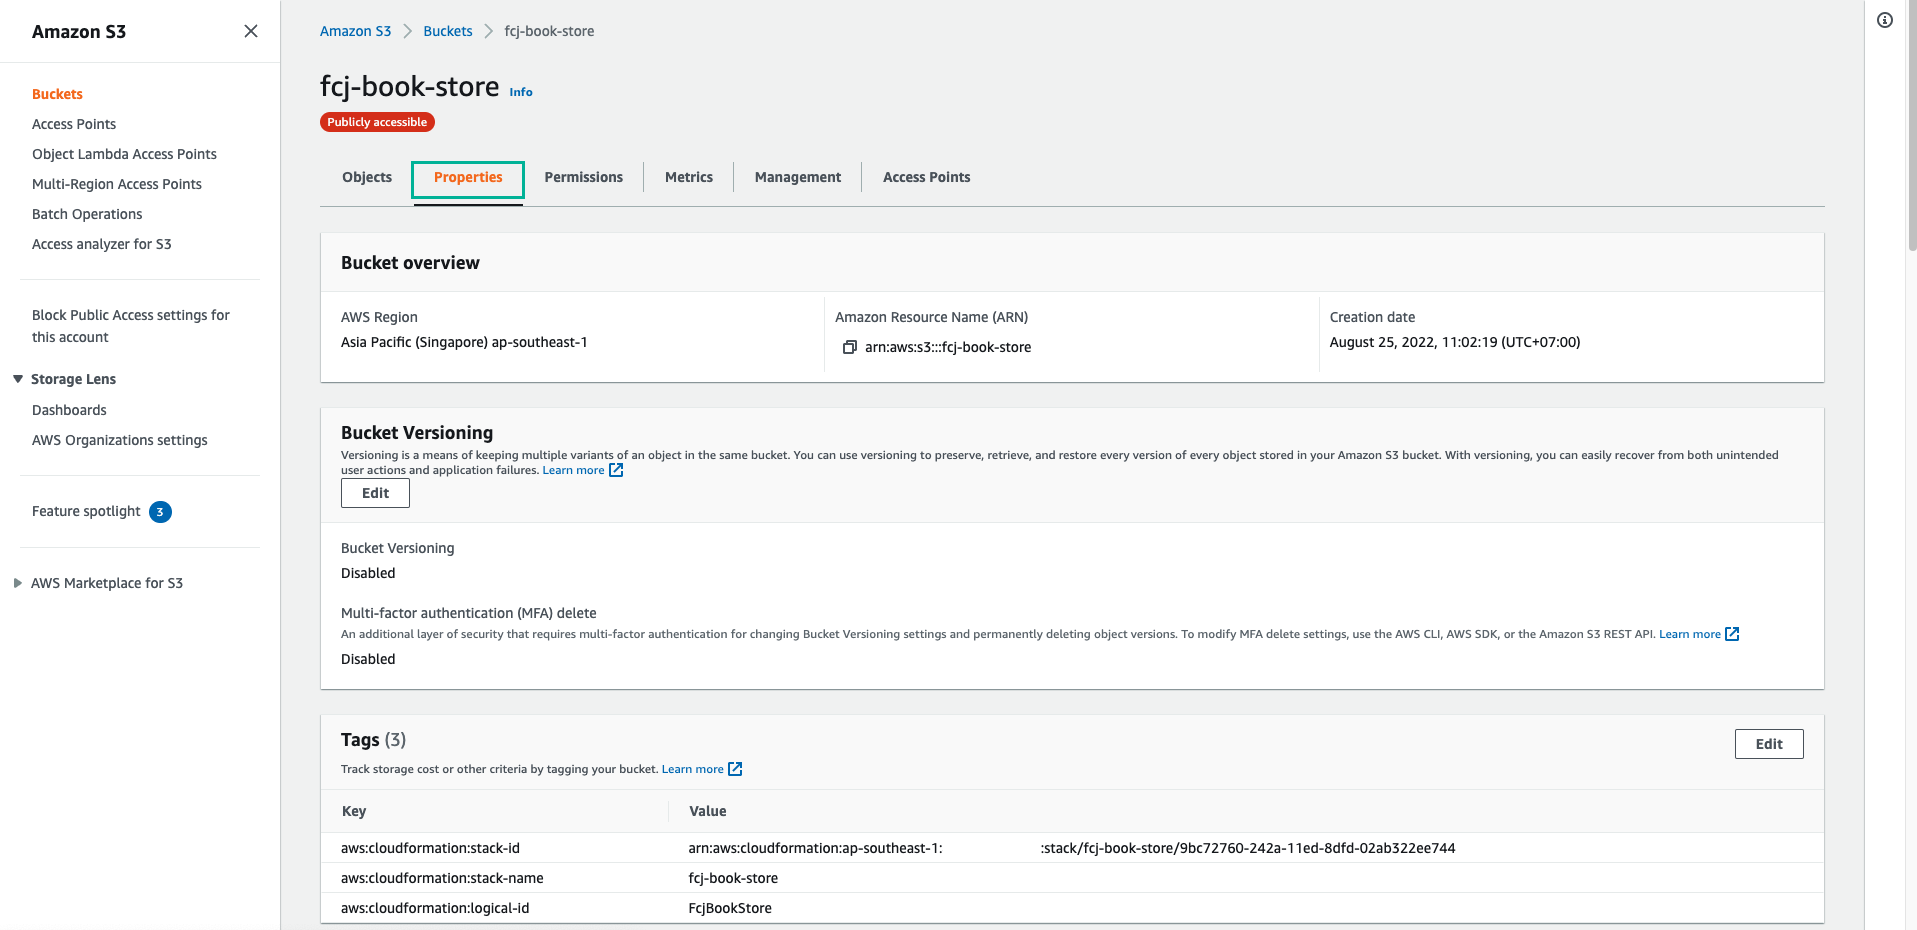 Amazon S3
Buckets
Access Points
Object Lambda Access Points
Multi-Region Access Points
Batch Operations
Access analyzer for S3
Block Public Access settings for
this account
Storage Lens
Dashboards
AWS Organizations settings
Feature spotlight 3
AWS Marketplace for S3
Amazon S3 Buckets fcj-book-store
fcj-book-store Info
Publicly accessible
Objects Properties Permissions Metrics Management Access Points
Bucket overview
AWS Region
Asia Pacific (Singapore) ap-southeast-1
Amazon Resource Name (ARN)
arn:aws:s3:::fcj-book-store
Creation date
August 25, 2022, 11:02:19 (UTC+07:00)
Bucket Versioning
Versioning is a means of keeping multiple variants of an object in the same bucket. You can use versioning to preserve, retrieve, and restore every version of every object stored in your Amazon S3 bucket. With versioning, you can easily recover from both unintended
user actions and application failures. Learn more
Edit
Bucket Versioning
Disabled
Multi-factor authentication (MFA) delete
An additional layer of security that requires multi-factor authentication for changing Bucket Versioning settings and permanently deleting object versions. To modify MFA delete settings, use the AWS CLI, AWS SDK, or the Amazon S3 REST API. Learn more
Disabled
Tags (3)
Edit
Track storage cost or other criteria by tagging your bucket. Learn more
Key Value
aws:cloudformation:stack-id arn:aws:cloudformation:ap-southeast-1: :stack/fcj-book-store/9bc72760-242a-11ed-8dfd-02ab322ee744
aws:cloudformation:stack-name fcj-book-store
aws:cloudformation:logical-id FcjBookStore